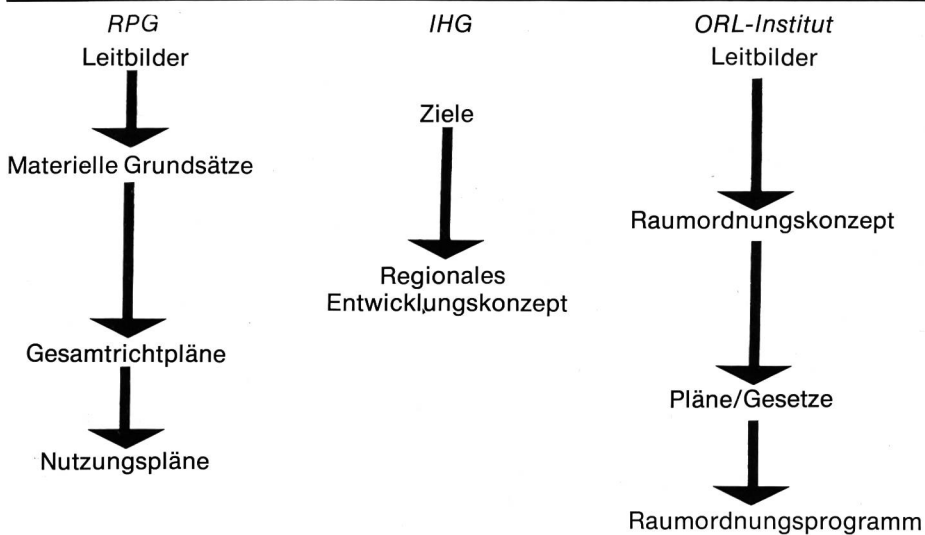 RPG
Leitbilder
Materielle Grundsätze
Gesamtrichtpläne
Nutzungspläne
IHG
Ziele
Regionales
Entwicklungskonzept
ORL-Institut
Leitbilder
Raumordnungskonzept
Pläne/Gesetze
Raumordnungsprogramm